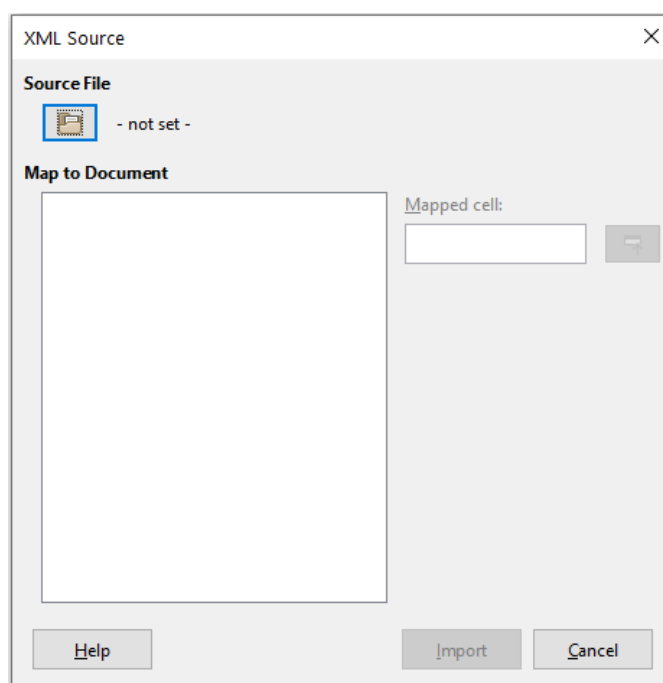 XML Source
Source File
- not set -
Map to Document
Mapped cell:
Help
Import
Cancel